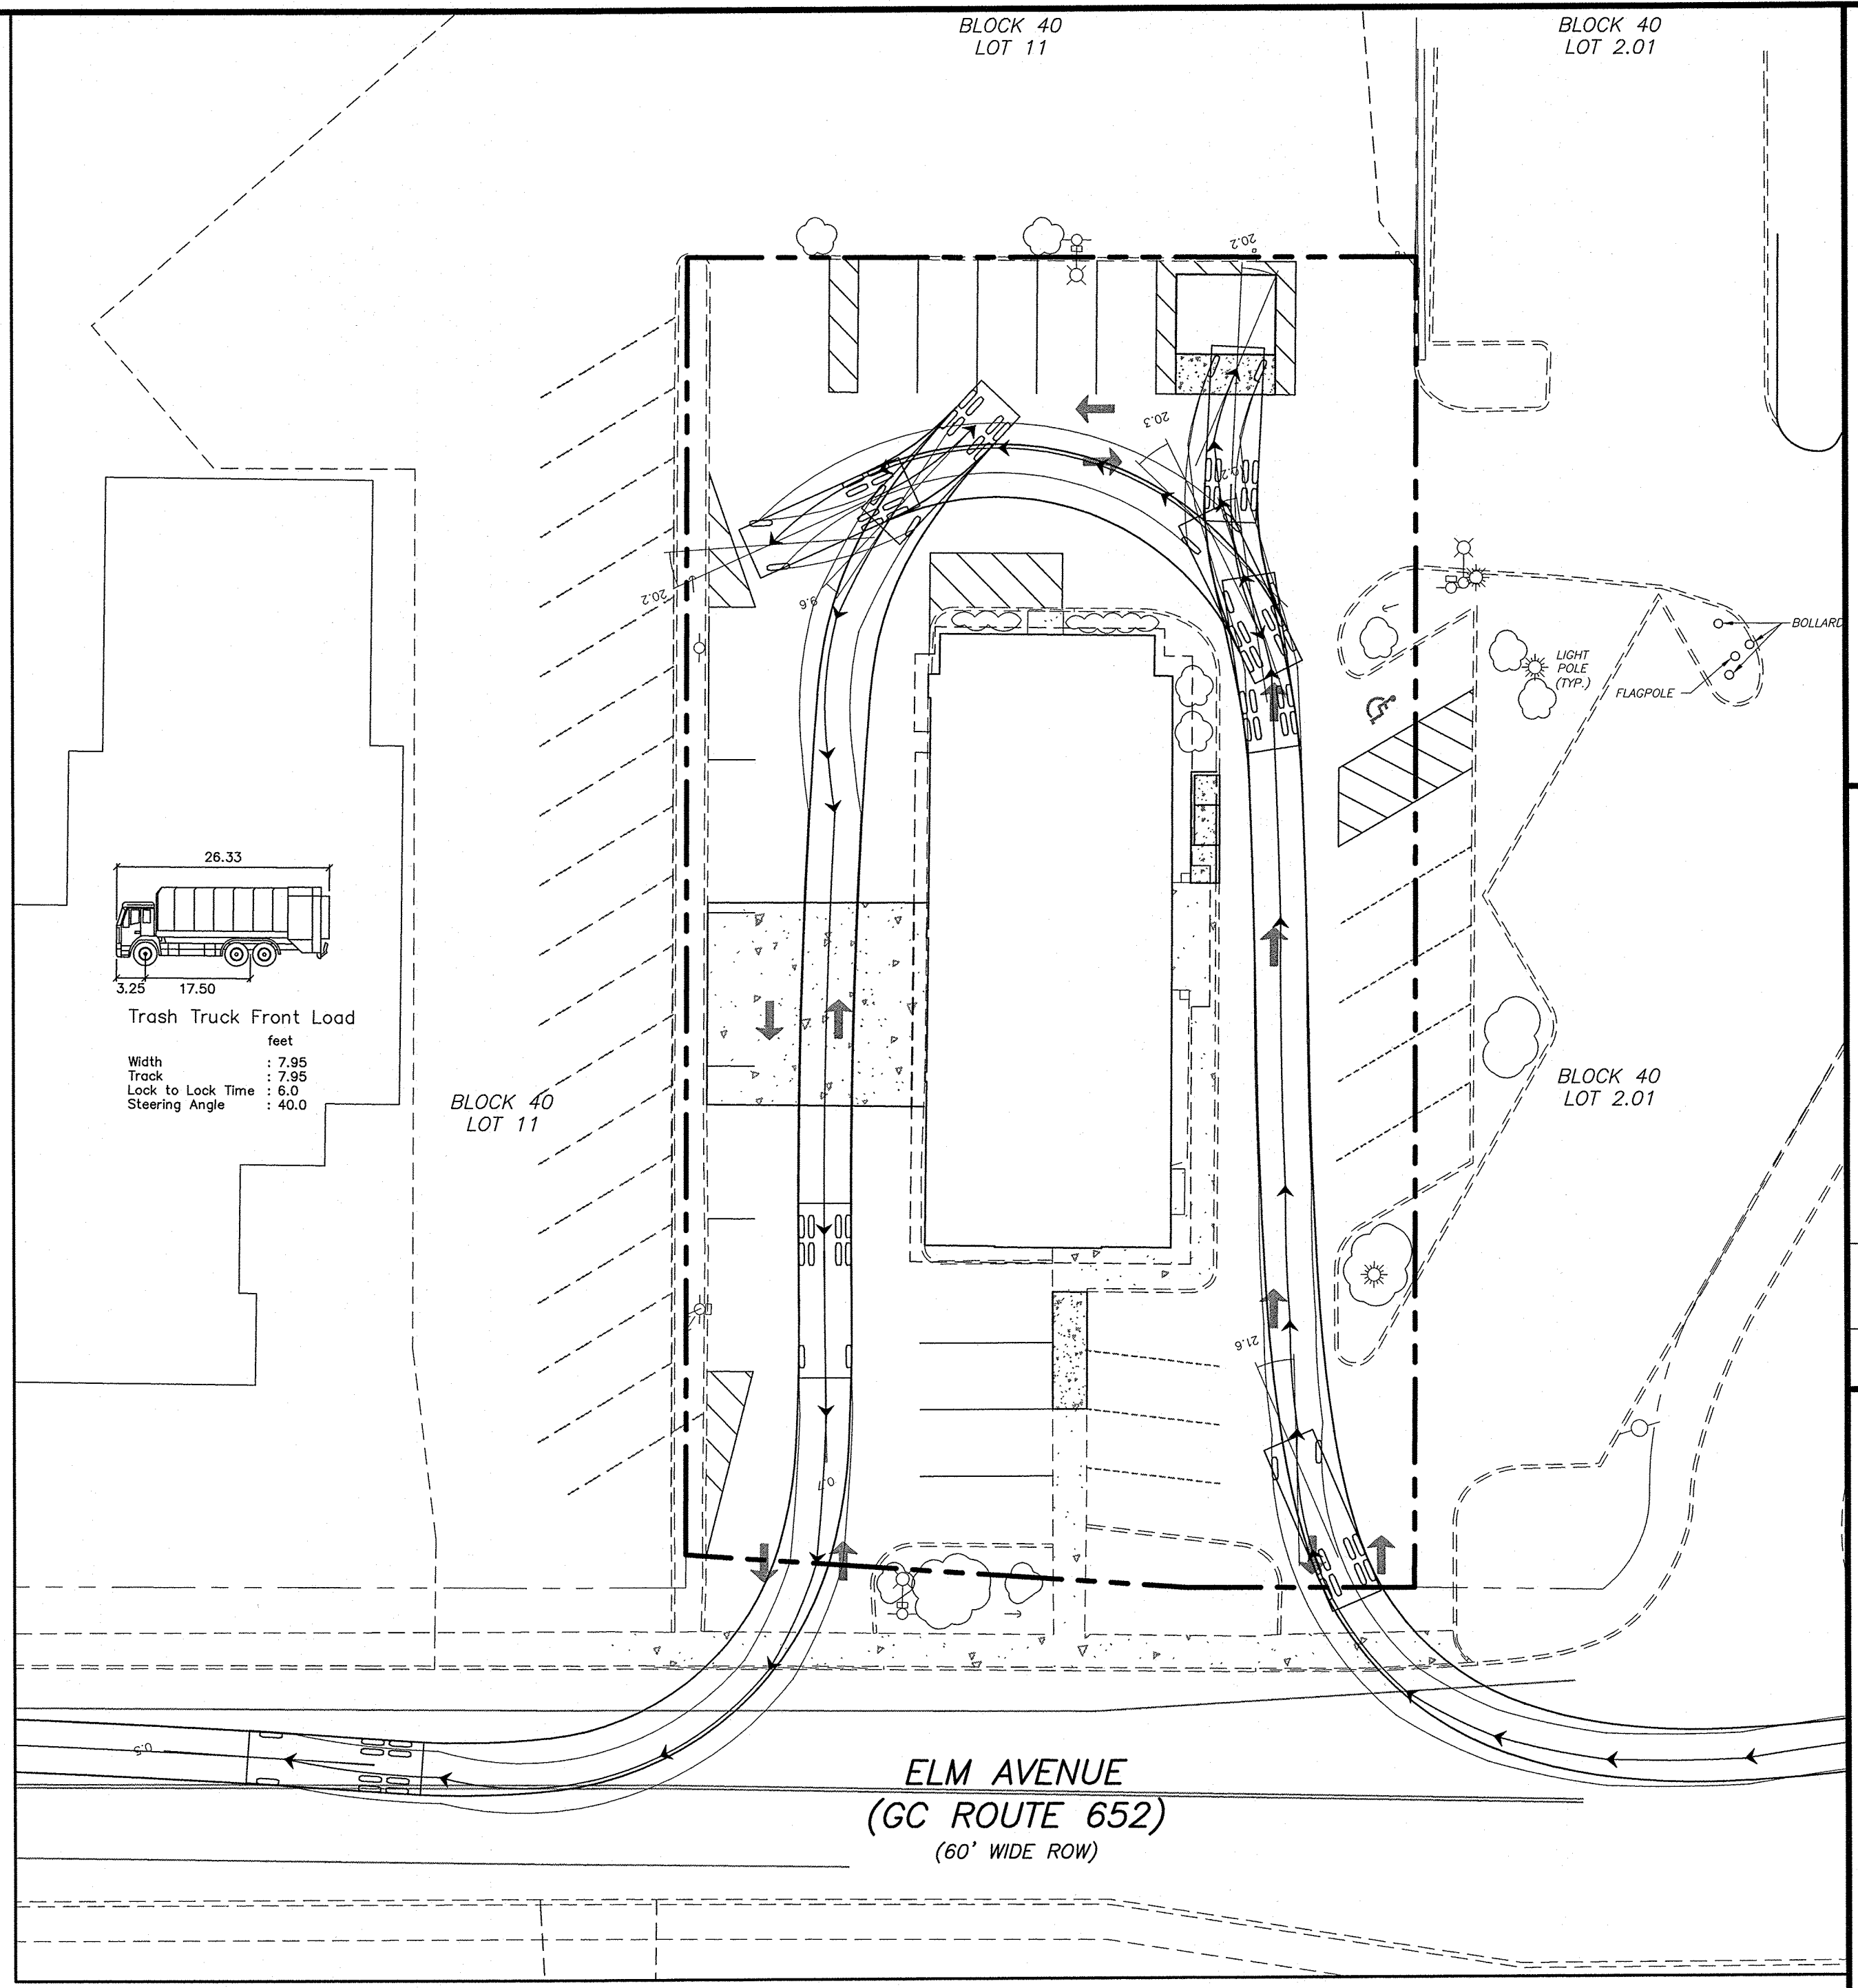 BLOCK 40
LOT 11
BLOCK 40
LOT 2.01
20.2
20.3
20.2
9.6
BOLLARD
LIGHT
POLE
(TYP.)
FLAGPOLE
26.33
3.25
17.50
Trash Truck Front Load
feet
Width : 7.95
Track : 7.95
Lock to Lock Time : 6.0
Steering Angle : 40.0
BLOCK 40
LOT 11
BLOCK 40
LOT 2.01
21.6
0.7
0.5
ELM AVENUE
(GC ROUTE 652)
(60' WIDE ROW)